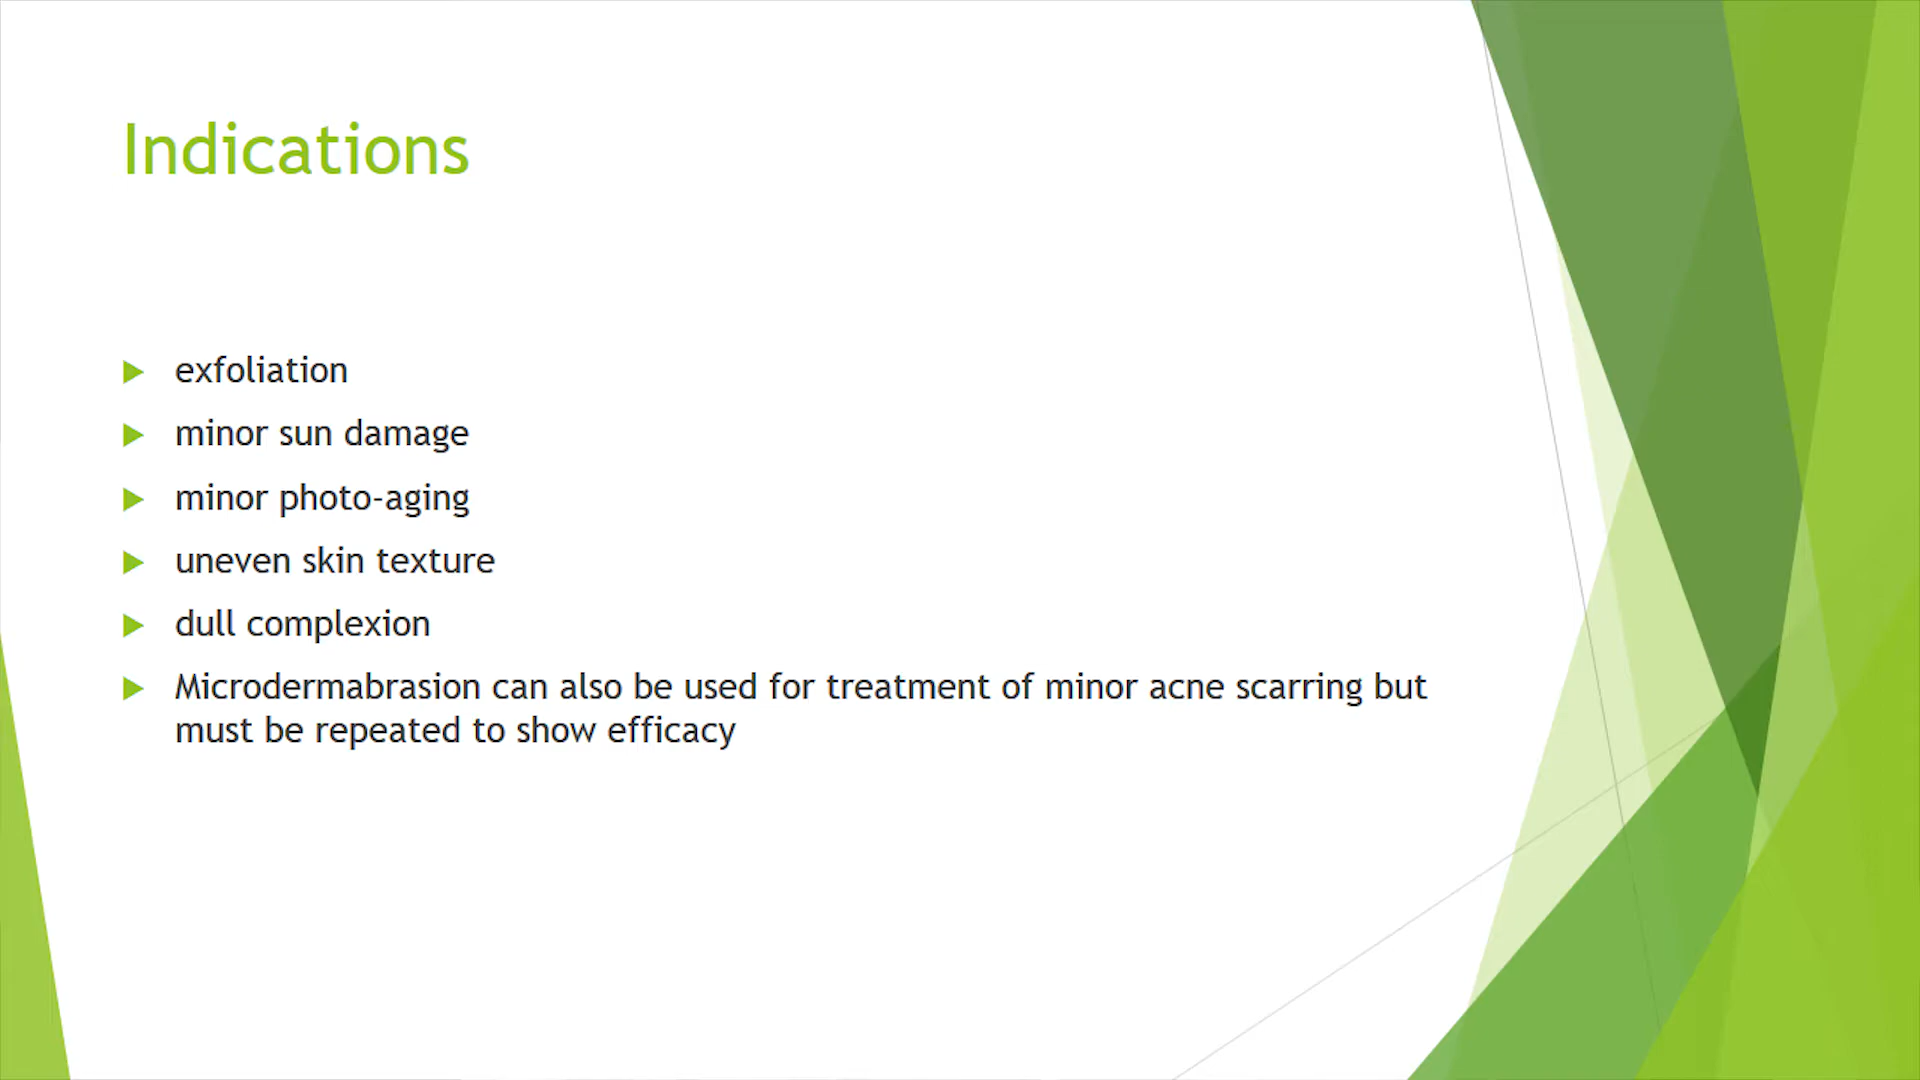 Indications
exfoliation
minor sun damage
minor photo-aging
uneven skin texture
dull complexion
Microdermabrasion can also be used for treatment of minor acne scarring but
must be repeated to show efficacy